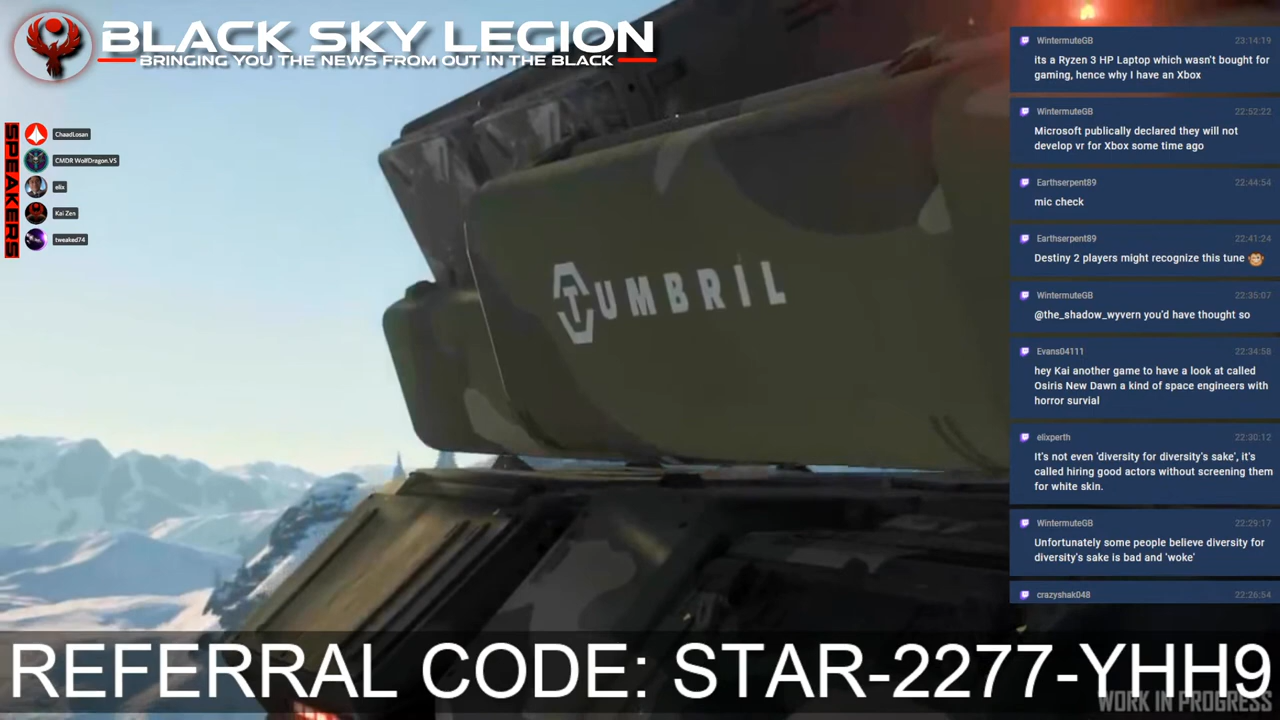 BLACK SKY LEGION
BRINGING YOU THE NEWS FROM OUT IN THE BLACK
SPEAKERS
ChaadLosan
CMDR WolfDragon.VS
elix
Kai Zen
tweaked74
TUMBRIL
WintermuteGB 23:14:19
its a Ryzen 3 HP Laptop which wasn't bought for
gaming, hence why I have an Xbox
WintermuteGB 22:52:22
Microsoft publically declared they will not
develop vr for Xbox some time ago
Earthserpent89 22:44:54
mic check
Earthserpent89 22:41:24
Destiny 2 players might recognize this tune
WintermuteGB 22:35:07
@the_shadow_wyvern you'd have thought so
Evans04111 22:34:58
hey Kai another game to have a look at called
Osiris New Dawn a kind of space engineers with
horror survial
elixperth 22:30:12
It's not even 'diversity for diversity's sake', it's
called hiring good actors without screening them
for white skin.
WintermuteGB 22:29:17
Unfortunately some people believe diversity for
diversity's sake is bad and 'woke'
crazyshak048 22:26:54
REFERRAL CODE: STAR-2277-YHH9
WORK IN PROGRESS